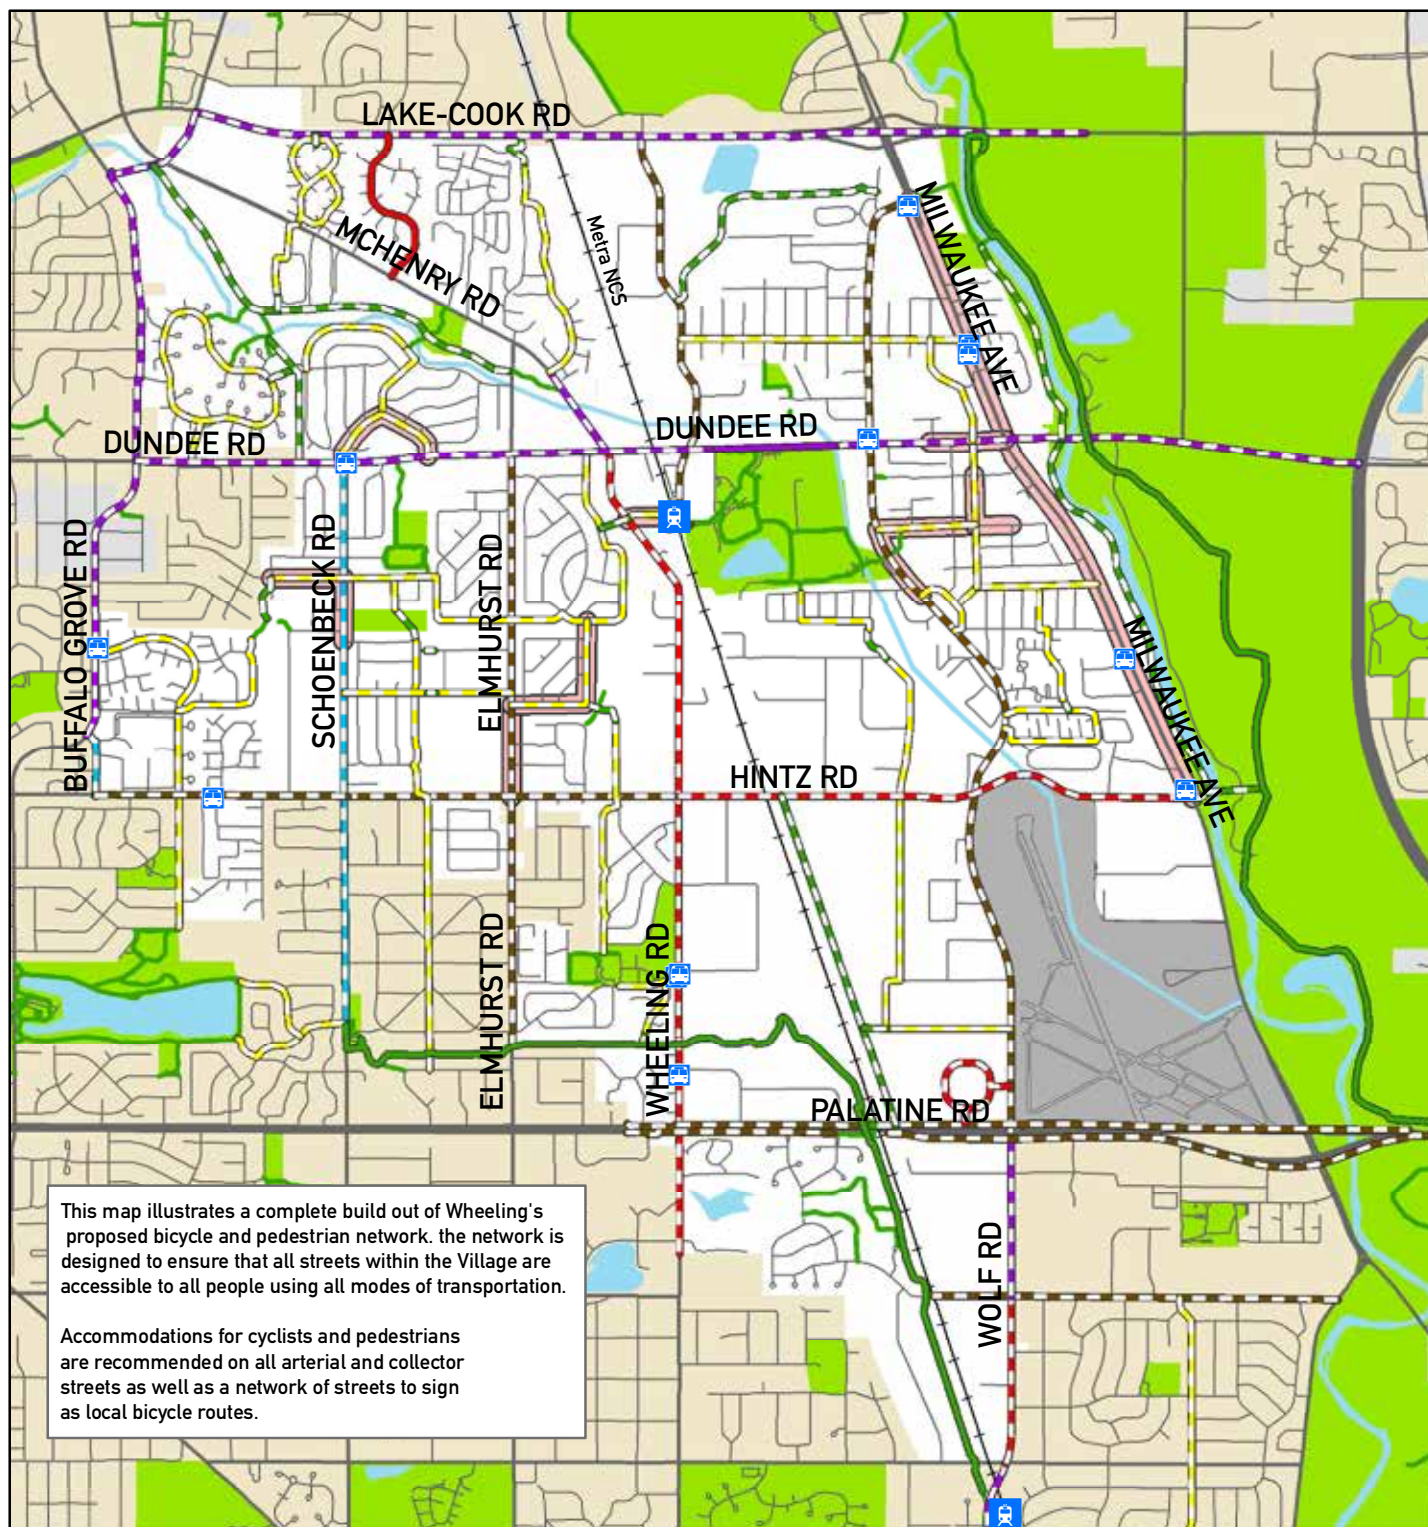 LAKE-COOK RD
MILWAUKEE AVE
MCHENRY RD
Metra NCS
DUNDEE RD
DUNDEE RD
BUFFALO GROVE RD
SCHOENBECK RD
ELMHURST RD
MILWAUKEE AVE
HINTZ RD
ELMHURST RD
WHEELING RD
PALATINE RD
WOLF RD
This map illustrates a complete build out of Wheeling's
proposed bicycle and pedestrian network. the network is
designed to ensure that all streets within the Village are
accessible to all people using all modes of transportation.
Accommodations for cyclists and pedestrians
are recommended on all arterial and collector
streets as well as a network of streets to sign
as local bicycle routes.